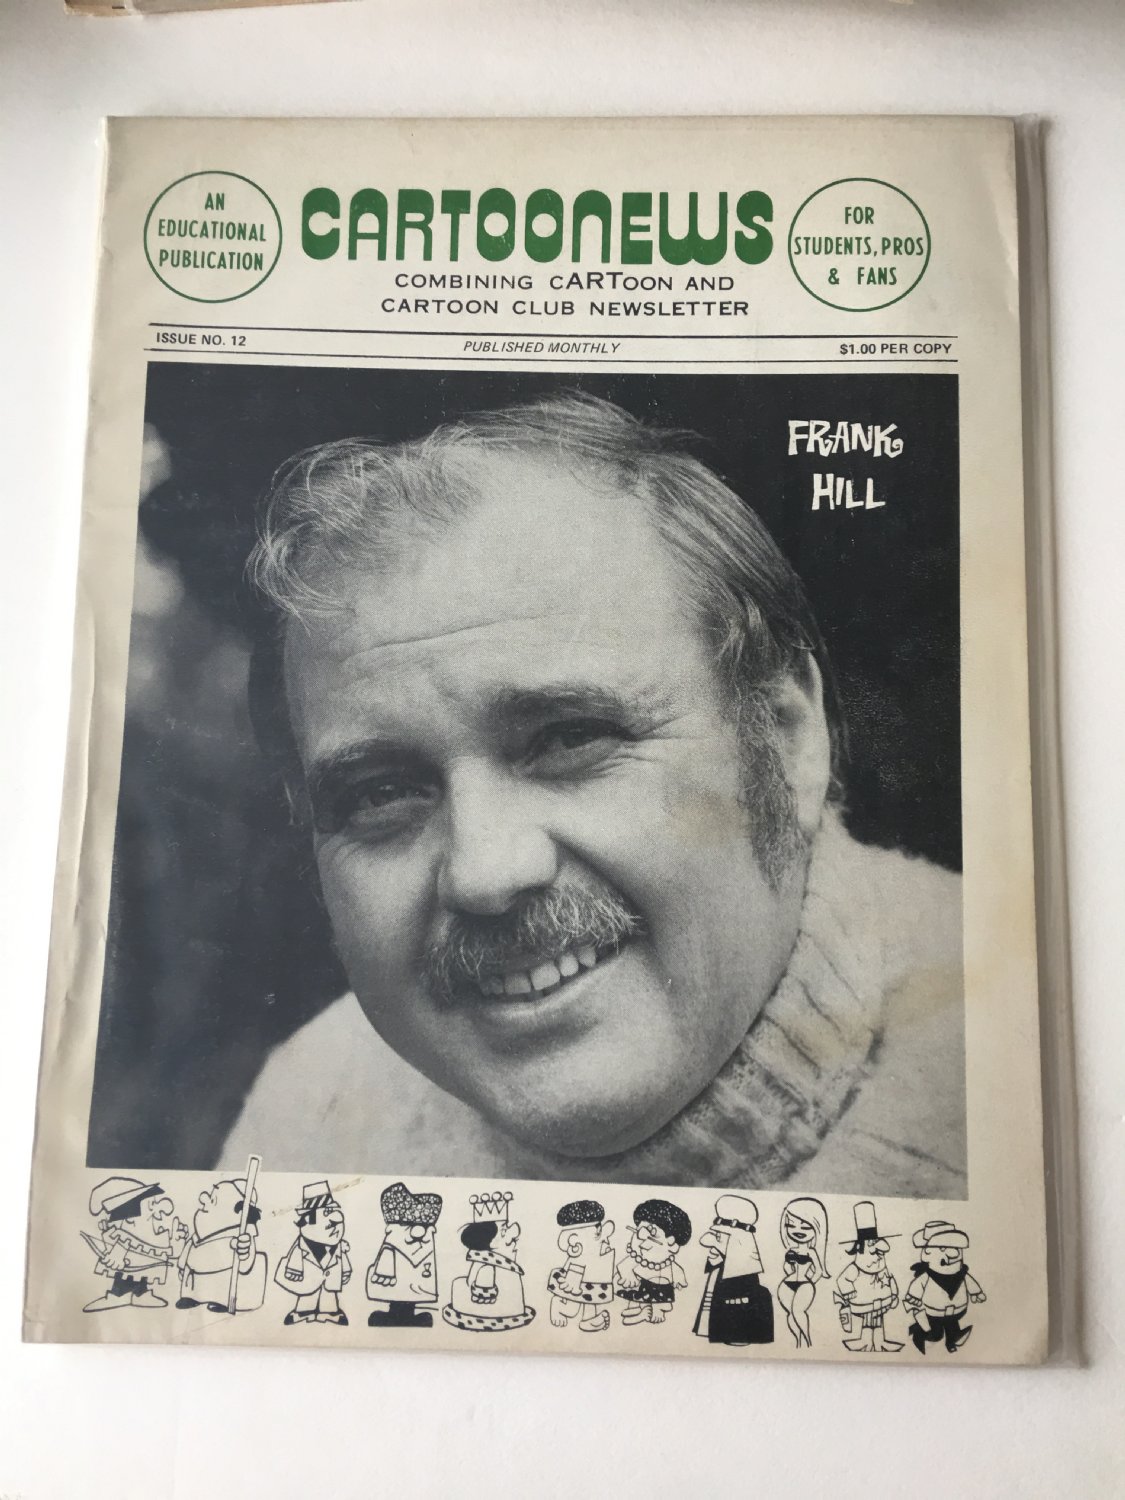 AN
EDUCATIONAL
PUBLICATION
CARTOONEWS
COMBINING cARToon AND
CARTOON CLUB NEWSLETTER
FOR
STUDENTS, PROS
& FANS
ISSUE NO. 12
PUBLISHED MONTHLY
$1.00 PER COPY
FRANK
HILL